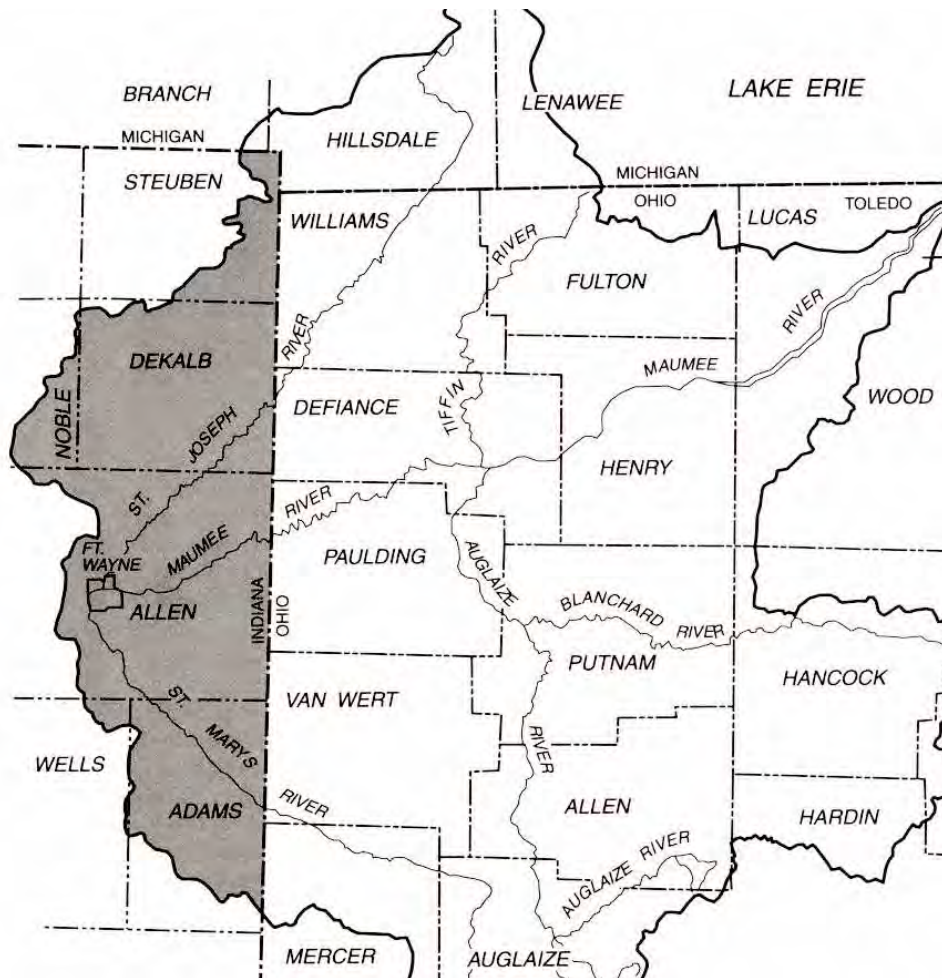 LAKE ERIE
BRANCH
LENAWEE
MICHIGAN
HILLSDALE
STEUBEN
MICHIGAN
OHIO
LUCAS
TOLEDO
WILLIAMS
RIVER
FULTON
RIVER
RIVER
DEKALB
MAUMEE
NOBLE
DEFIANCE
TIFFIN
WOOD
ST. JOSEPH
HENRY
RIVER
MAUMEE
PAULDING
FT.
WAYNE
AUGLAIZE
ALLEN
INDIANA
OHIO
BLANCHARD
RIVER
PUTNAM
HANCOCK
ST. MARYS
VAN WERT
RIVER
WELLS
ADAMS
RIVER
ALLEN
HARDIN
AUGLAIZE RIVER
MERCER
AUGLAIZE